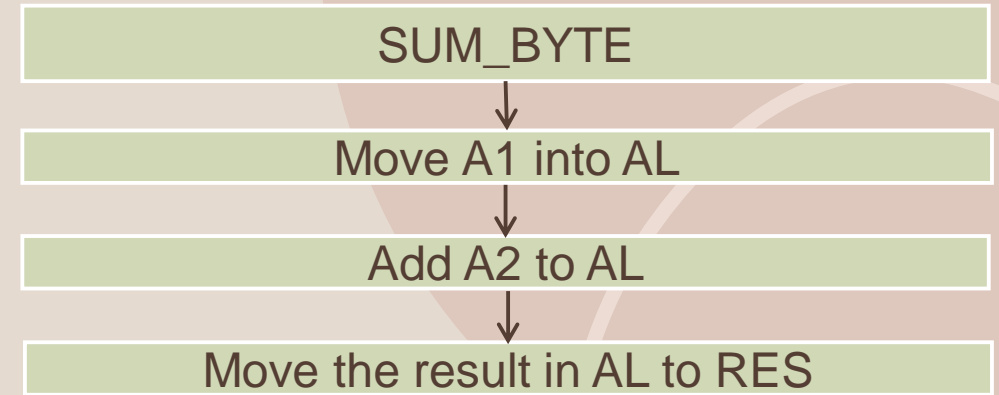 SUM_BYTE
Move A1 into AL
Add A2 to AL
Move the result in AL to RES